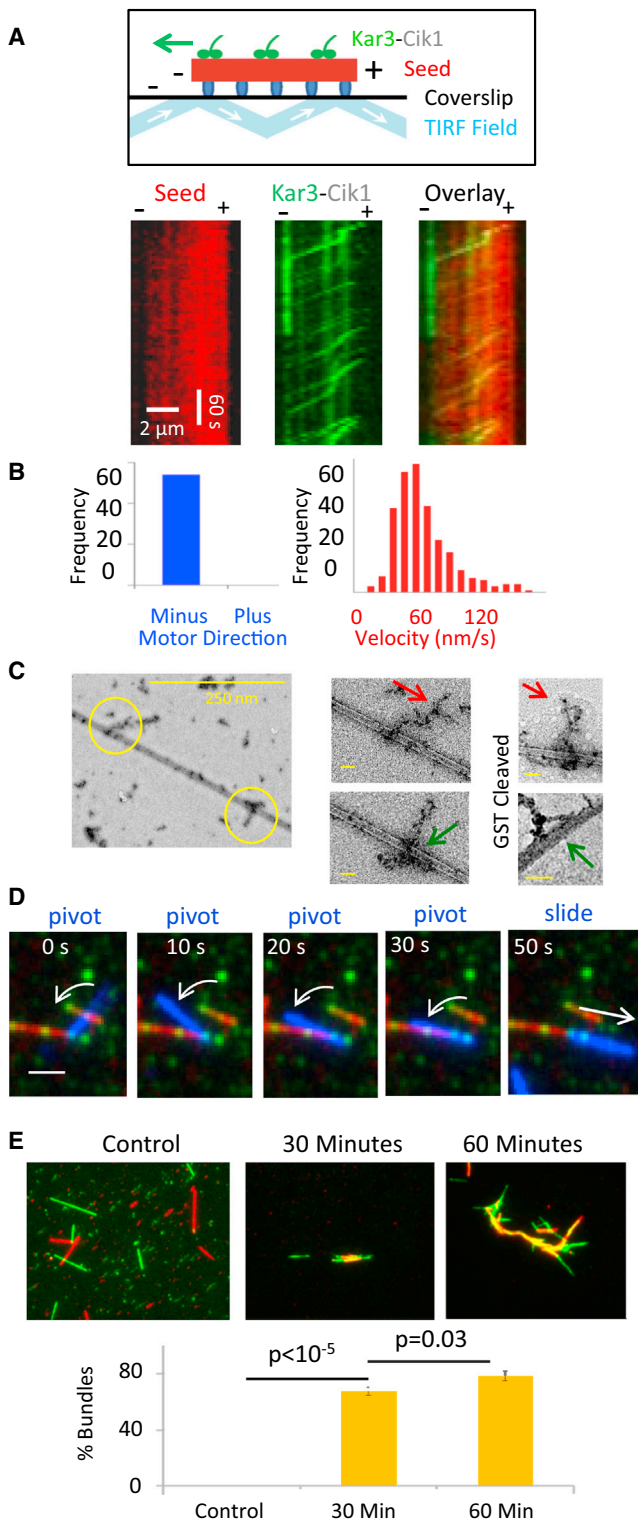 A
Kar3-Cik1
- - + Seed
Coverslip
TIRF Field
Seed Kar3-Cik1 Overlay
- + - + - +
2 μm
60 s
B
Frequency
60
40
20
0
Minus Plus
Motor Direction
Frequency
60
40
20
0
0 60 120
Velocity (nm/s)
C
250 nm
GST Cleaved
D
pivot pivot pivot pivot slide
0 s 10 s 20 s 30 s 50 s
E
Control 30 Minutes 60 Minutes
p<10-5 p=0.03
% Bundles
80
40
0
Control 30 Min 60 Min